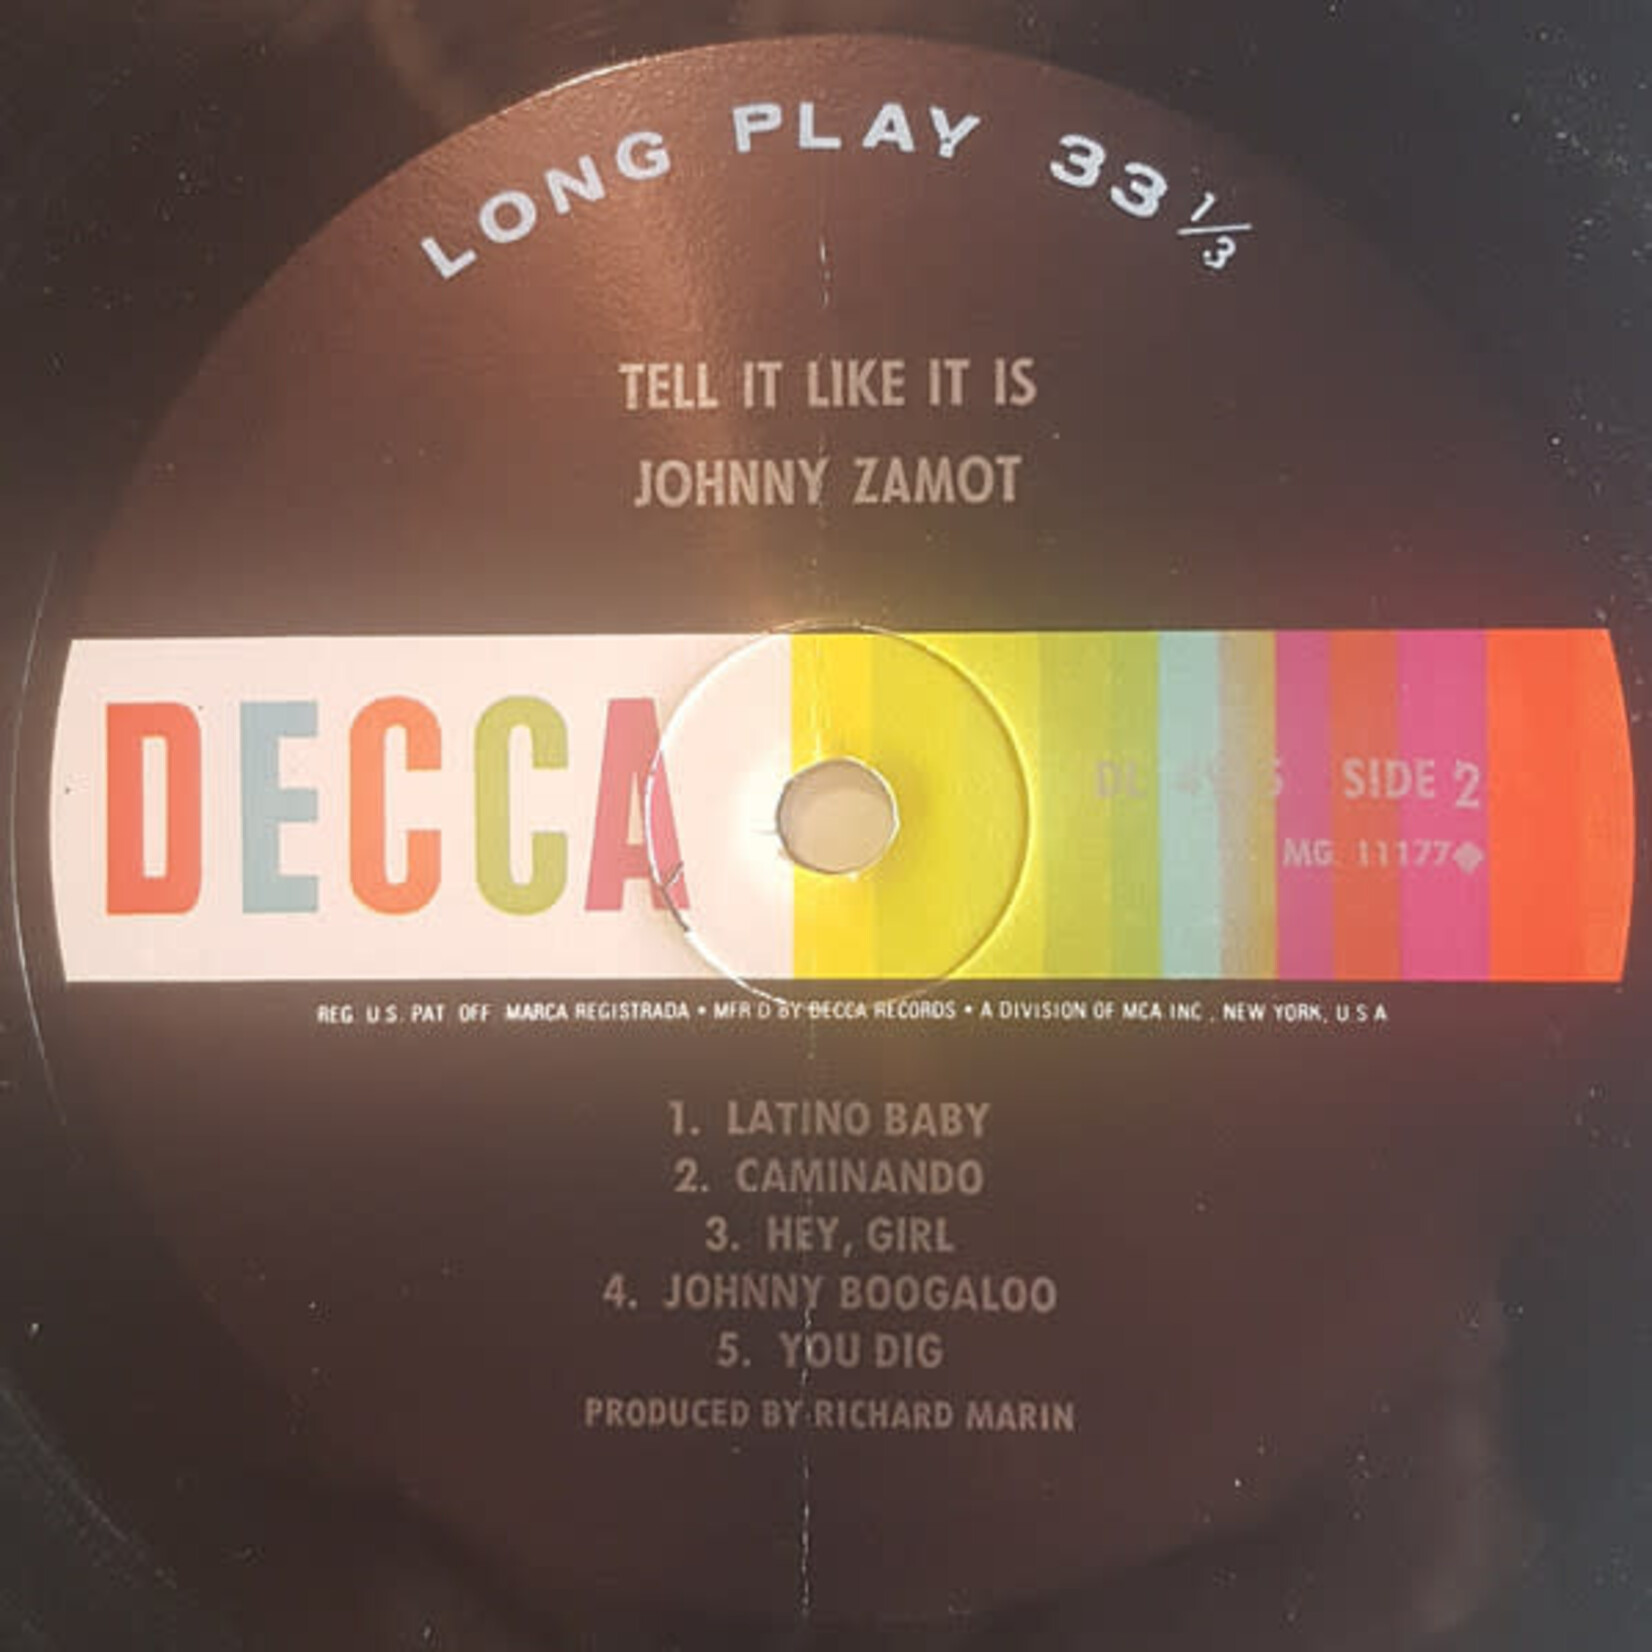 LONG PLAY 33 1/3
TELL IT LIKE IT IS
JOHNNY ZAMOT
DECCA
DL SIDE 2
MG 11177◆
REG U.S. PAT OFF MARCA REGISTRADA • MFR D BY DECCA RECORDS • A DIVISION OF MCA INC., NEW YORK, U S A
1. LATINO BABY
2. CAMINANDO
3. HEY, GIRL
4. JOHNNY BOOGALOO
5. YOU DIG
PRODUCED BY RICHARD MARIN